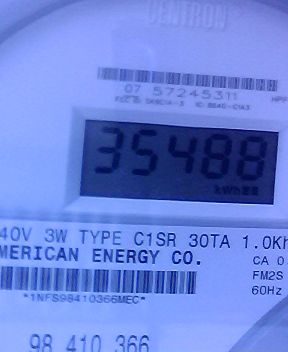 CENTRON
07 57245311
35488
kWh
40V 3W TYPE C1SR 30TA 1.0Kh
MERICAN ENERGY CO.
CA 0
FM2S
60Hz
*1NFS98410366MEC*
98 410 366